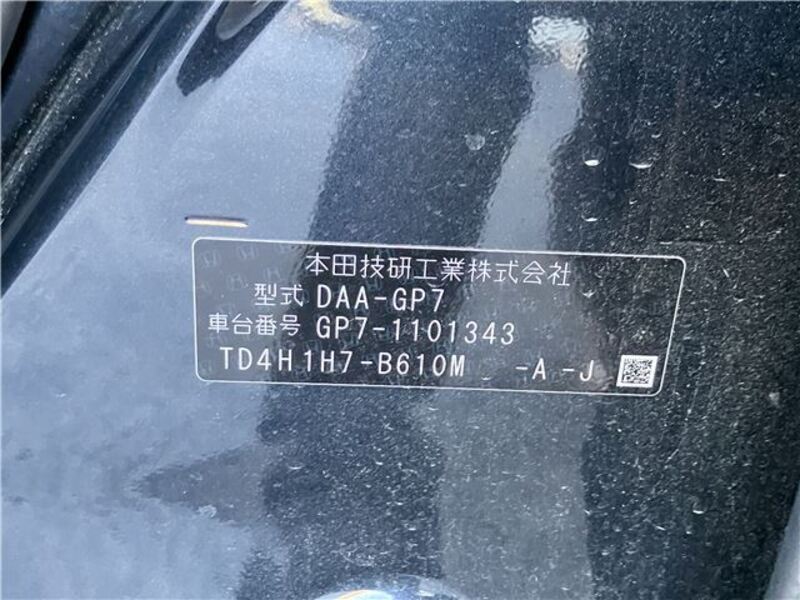 本田技研工業株式会社
型式 DAA-GP7
車台番号 GP7-1101343
TD4H1H7-B610M -A -J